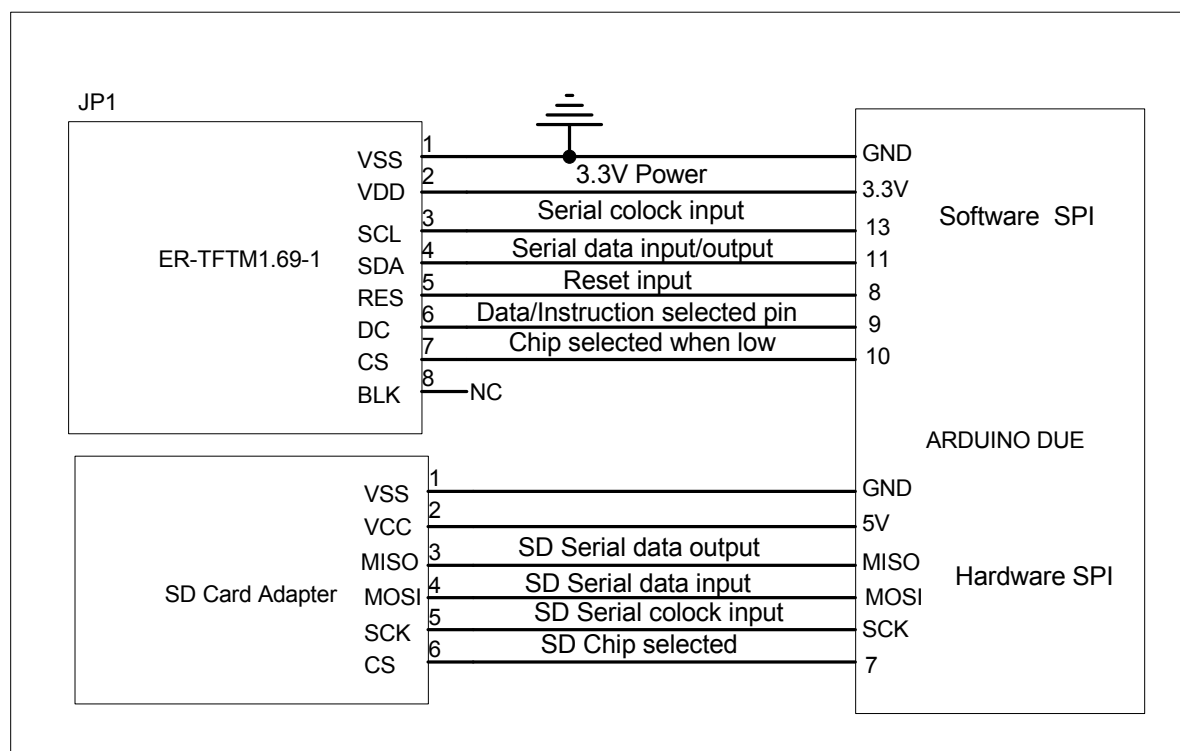 JP1
ER-TFTM1.69-1
VSS 1 GND
VDD 2 3.3V Power 3.3V
SCL 3 Serial colock input 13
SDA 4 Serial data input/output 11
RES 5 Reset input 8
DC 6 Data/Instruction selected pin 9
CS 7 Chip selected when low 10
BLK 8 NC
Software SPI
ARDUINO DUE
SD Card Adapter
VSS 1 GND
VCC 2 5V
MISO 3 SD Serial data output MISO
MOSI 4 SD Serial data input MOSI
SCK 5 SD Serial colock input SCK
CS 6 SD Chip selected 7
Hardware SPI